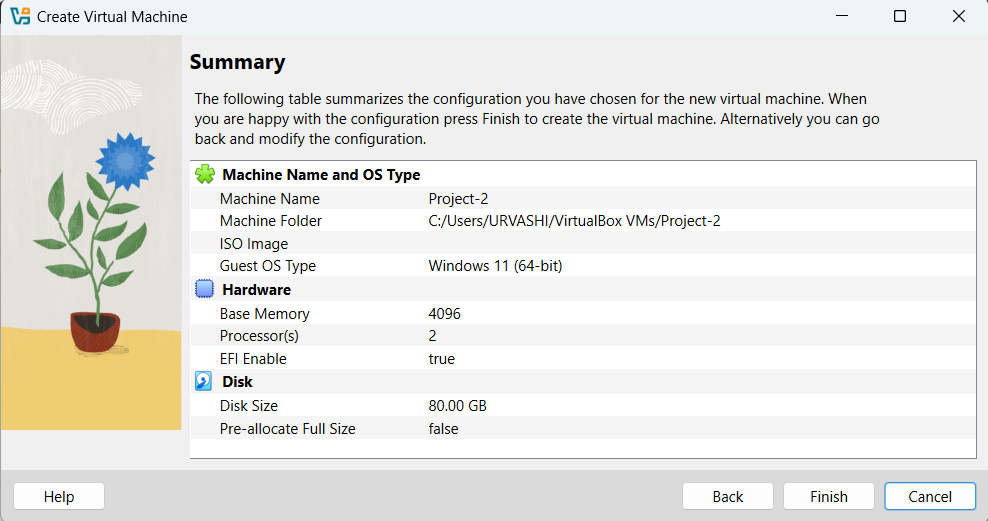 Create Virtual Machine
Summary
The following table summarizes the configuration you have chosen for the new virtual machine. When
you are happy with the configuration press Finish to create the virtual machine. Alternatively you can go
back and modify the configuration.
Machine Name and OS Type
Machine Name Project-2
Machine Folder C:/Users/URVASHI/VirtualBox VMs/Project-2
ISO Image
Guest OS Type Windows 11 (64-bit)
Hardware
Base Memory 4096
Processor(s) 2
EFI Enable true
Disk
Disk Size 80.00 GB
Pre-allocate Full Size false
Help Back Finish Cancel